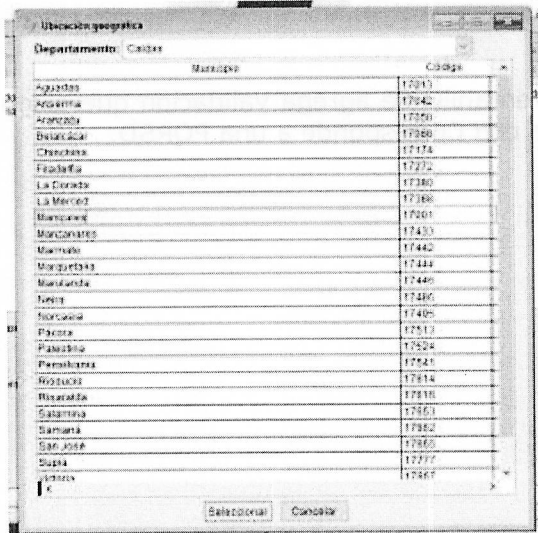 Ubicación geográfica
Departamento: Caldas
Municipio Código
Aguadas 17013
Anserma 17042
Aranzazu 17050
Belalcázar 17088
Chinchina 17174
Filadelfia 17272
La Dorada 17380
La Merced 17388
Manizales 17001
Manzanares 17433
Marmato 17442
Marquetalia 17444
Marulanda 17446
Neira 17486
Norcasia 17495
Pácora 17513
Palestina 17524
Pensilvania 17541
Riosucio 17614
Risaralda 17616
Salamina 17653
Samaná 17662
San José 17665
Supía 17777
Victoria 17867
Seleccionar Cancelar